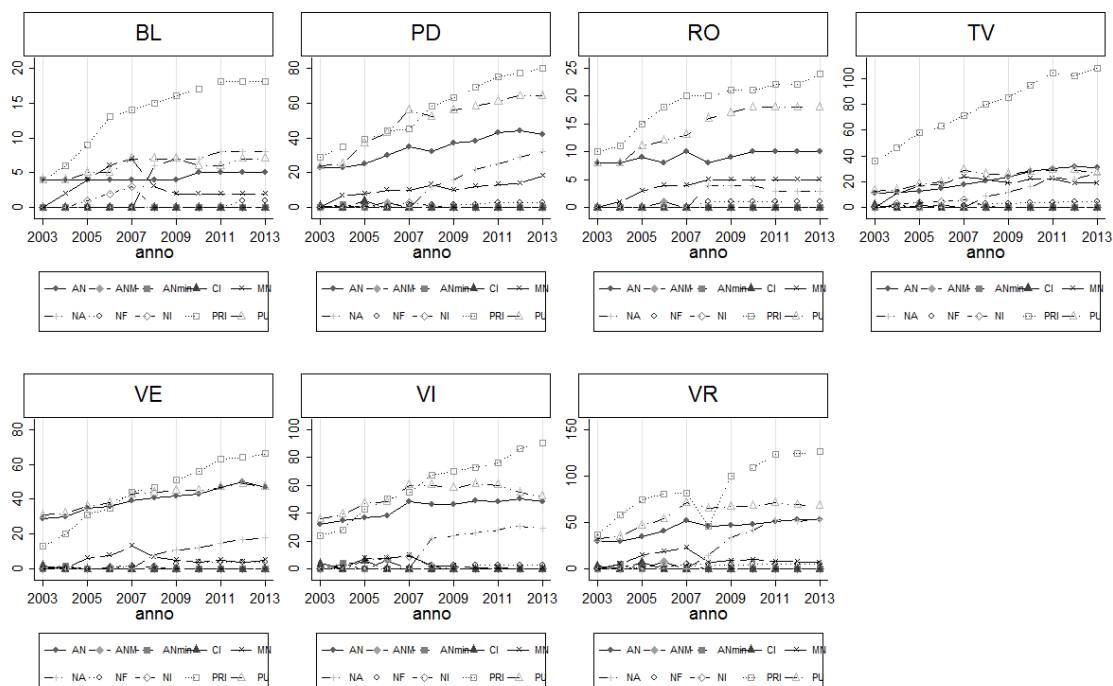 BL
20
15
10
5
0
2003 2005 2007 2009 2011 2013
anno
AN ANM ANmin CI MN
NA NF NI PRI PU
PD
80
60
40
20
0
2003 2005 2007 2009 2011 2013
anno
AN ANM ANmin CI MN
NA NF NI PRI PU
RO
25
20
15
10
5
0
2003 2005 2007 2009 2011 2013
anno
AN ANM ANmin CI MN
NA NF NI PRI PU
TV
100
80
60
40
20
0
2003 2005 2007 2009 2011 2013
anno
AN ANM ANmin CI MN
NA NF NI PRI PU
VE
80
60
40
20
0
2003 2005 2007 2009 2011 2013
anno
AN ANM ANmin CI MN
NA NF NI PRI PU
VI
100
80
60
40
20
0
2003 2005 2007 2009 2011 2013
anno
AN ANM ANmin CI MN
NA NF NI PRI PU
VR
150
100
50
0
2003 2005 2007 2009 2011 2013
anno
AN ANM ANmin CI MN
NA NF NI PRI PU